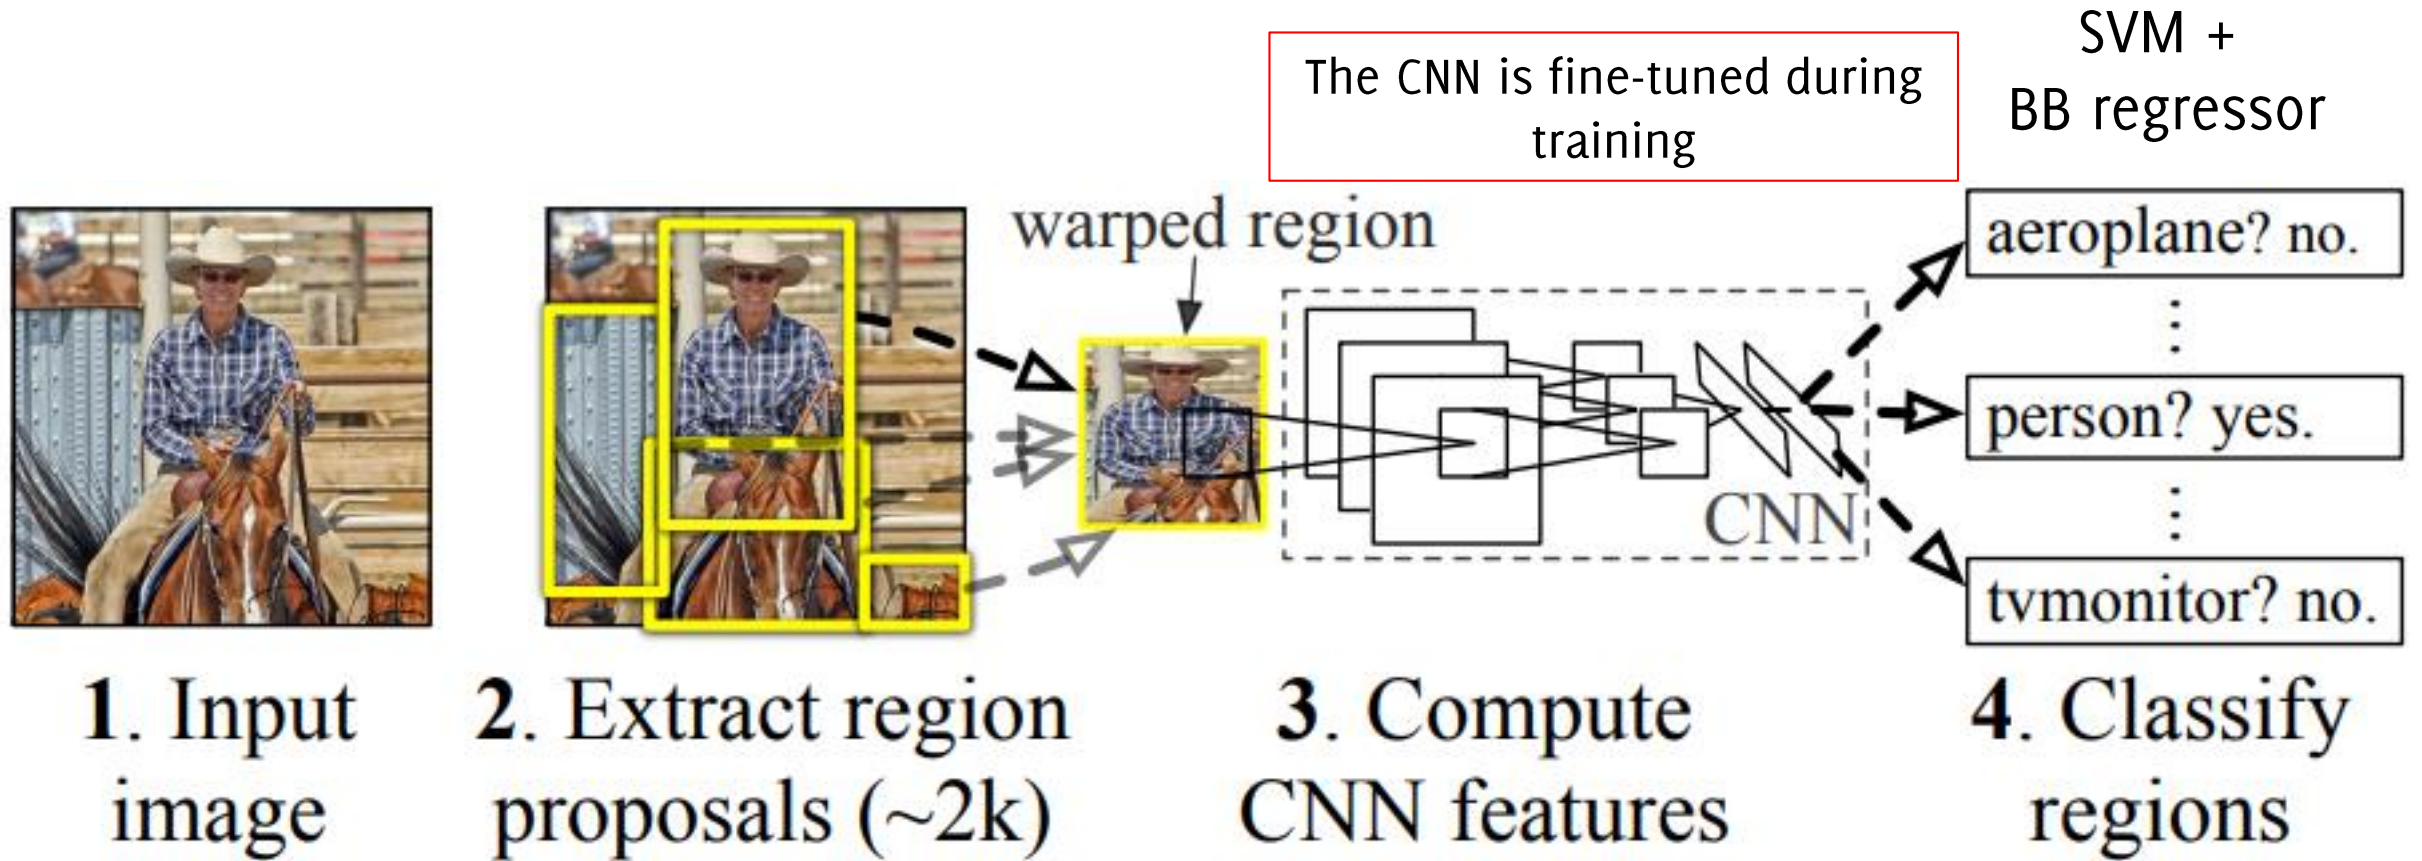 SVM +
BB regressor
The CNN is fine-tuned during
training
warped region
aeroplane? no.
person? yes.
CNN
tvmonitor? no.
1. Input
image
2. Extract region
proposals (~2k)
3. Compute
CNN features
4. Classify
regions